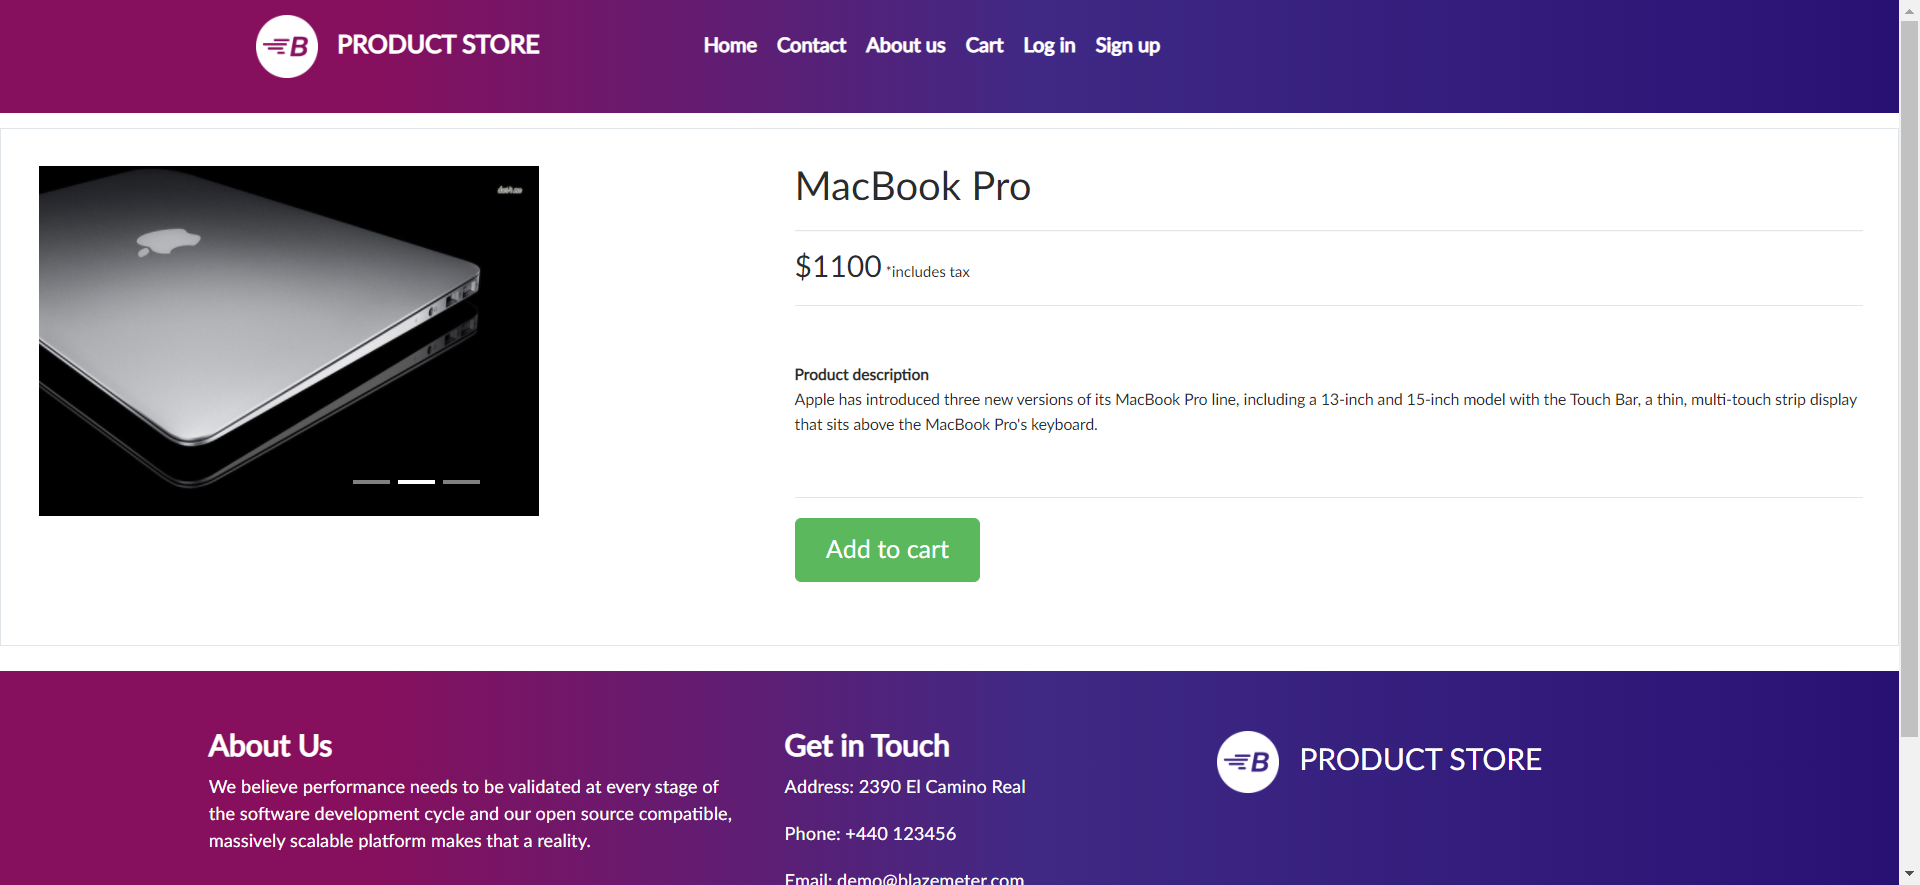 B PRODUCT STORE
Home Contact About us Cart Log in Sign up
MacBook Pro
$1100 *includes tax
Product description
Apple has introduced three new versions of its MacBook Pro line, including a 13-inch and 15-inch model with the Touch Bar, a thin, multi-touch strip display
that sits above the MacBook Pro's keyboard.
Add to cart
About Us
We believe performance needs to be validated at every stage of
the software development cycle and our open source compatible,
massively scalable platform makes that a reality.
Get in Touch
Address: 2390 El Camino Real
Phone: +440 123456
Email: demo@blazemeter.com
B PRODUCT STORE